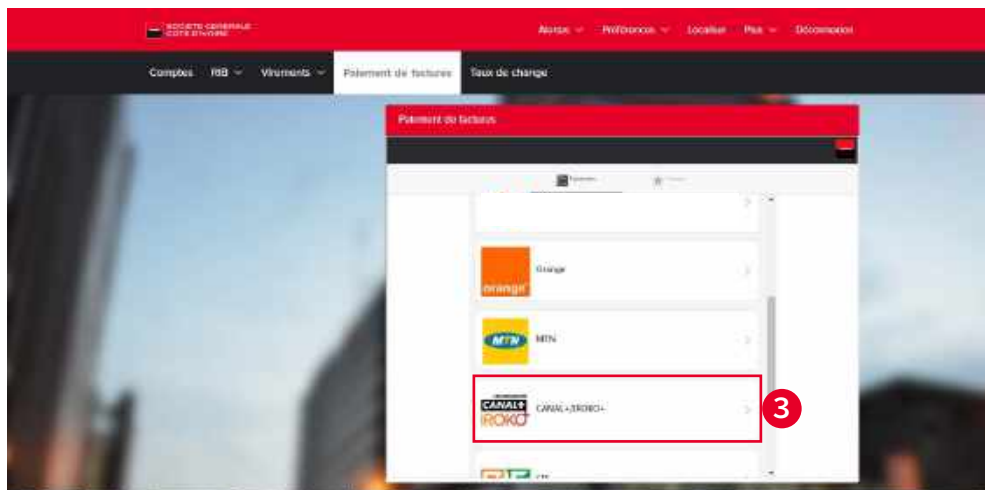 SOCIETE GENERALE
COTE D'IVOIRE
Alertes Préférences Localiser Plus Déconnexion
Comptes RIB Virements Paiement de factures Taux de change
Paiement de factures
orange
Orange
MTN
MTN
CANAL+
iROKO+
CANAL+/IROKO+
3